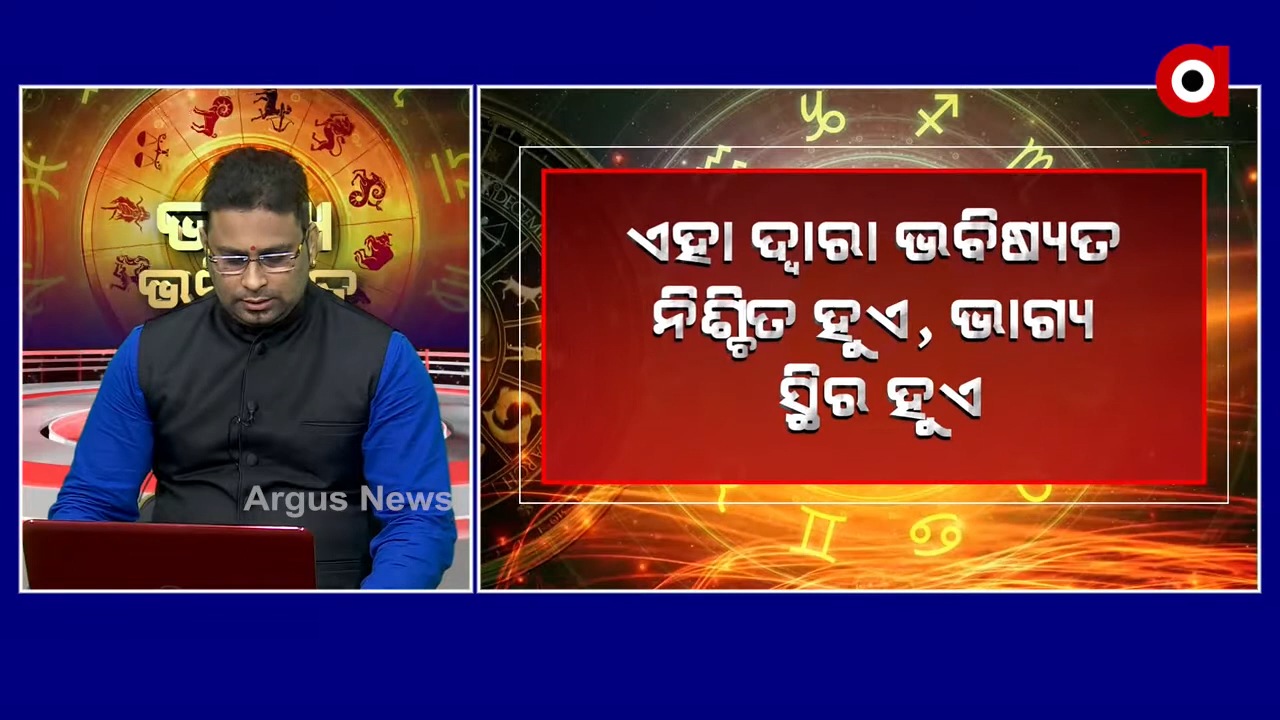 ଏହା ଦ୍ୱାରା ଭବିଷ୍ୟତ
ନିଶ୍ଚିତ ହୁଏ, ଭାଗ୍ୟ
ସ୍ଥିର ହୁଏ
Argus News